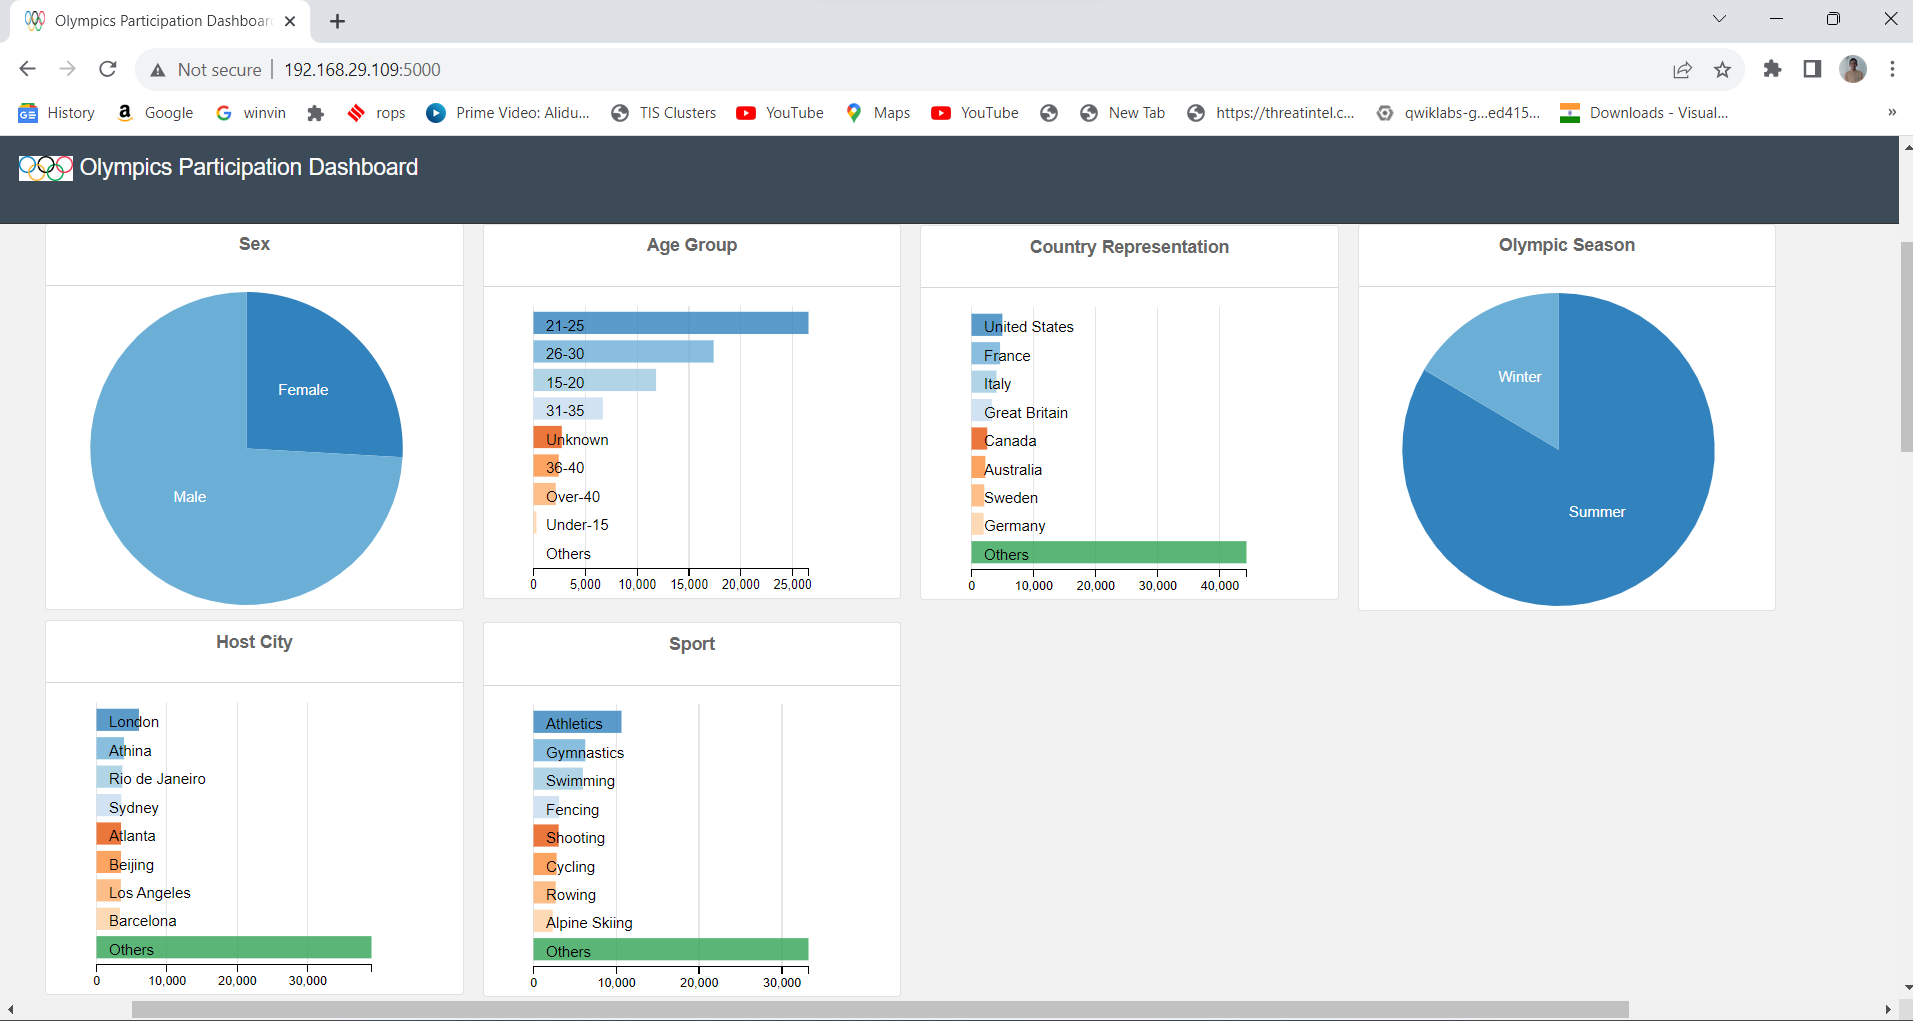 Olympics Participation Dashboar
Not secure | 192.168.29.109:5000
History
Google
winvin
rops
Prime Video: Alidu...
TIS Clusters
YouTube
Maps
YouTube
New Tab
https://threatintel.c...
qwiklabs-g...ed415...
Downloads - Visual...
»
Olympics Participation Dashboard
Sex
Female
Male
Age Group
21-25
26-30
15-20
31-35
Unknown
36-40
Over-40
Under-15
Others
0 5,000 10,000 15,000 20,000 25,000
Country Representation
United States
France
Italy
Great Britain
Canada
Australia
Sweden
Germany
Others
0 10,000 20,000 30,000 40,000
Olympic Season
Winter
Summer
Host City
London
Athina
Rio de Janeiro
Sydney
Atlanta
Beijing
Los Angeles
Barcelona
Others
0 10,000 20,000 30,000
Sport
Athletics
Gymnastics
Swimming
Fencing
Shooting
Cycling
Rowing
Alpine Skiing
Others
0 10,000 20,000 30,000